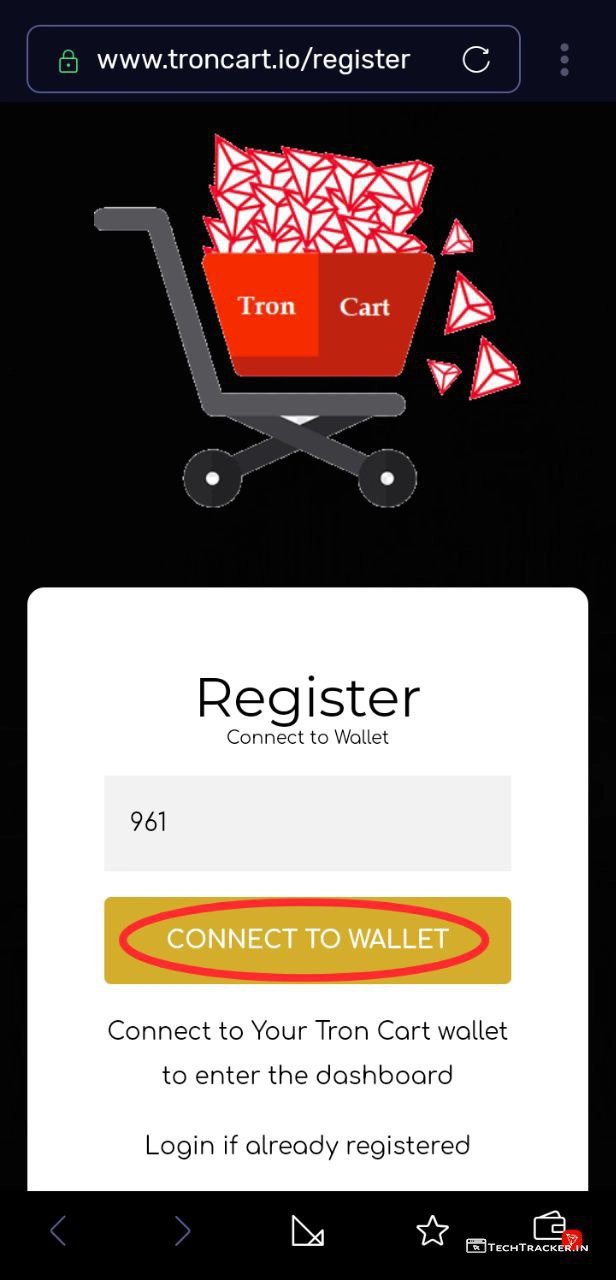 www.troncart.io/register
Tron Cart
Register
Connect to Wallet
961
CONNECT TO WALLET
Connect to Your Tron Cart wallet
to enter the dashboard
Login if already registered
TECHTRACKER.IN